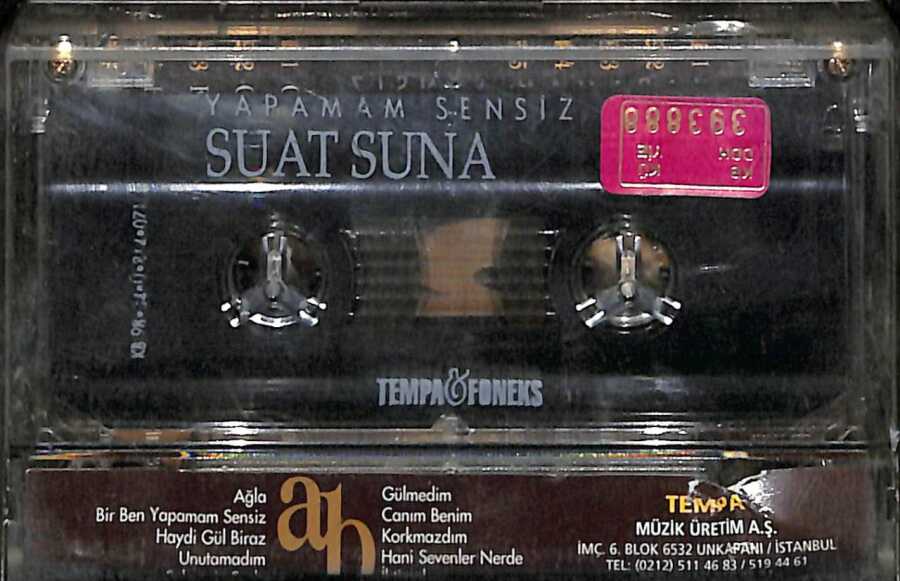 YAPAMAM SENSİZ
SUAT SUNA
393888
TEMPA & FONEKS
Ağla
Bir Ben Yapamam Sensiz
Haydi Gül Biraz
Unutamadım
ab
Gülmedim
Canım Benim
Korkmazdım
Hani Sevenler Nerde
TEMPA
MÜZİK ÜRETİM A.Ş.
İMÇ. 6. BLOK 6532 UNKAPANI / İSTANBUL
TEL: (0212) 511 46 83 / 519 44 61